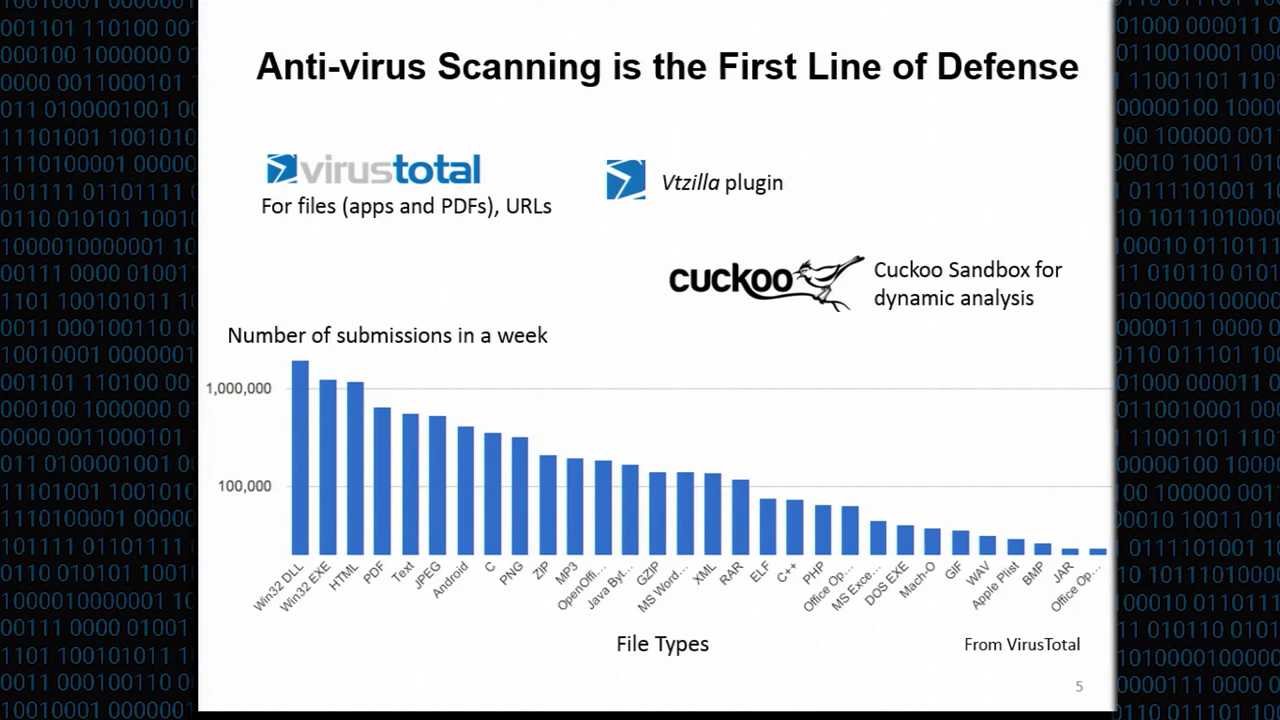 Anti-virus Scanning is the First Line of Defense
virustotal
For files (apps and PDFs), URLs
Vtzilla plugin
cuckoo
Cuckoo Sandbox for
dynamic analysis
Number of submissions in a week
1,000,000
100,000
Win32 DLL
Win32 EXE
HTML
PDF
Text
JPEG
Android
C
PNG
ZIP
MP3
OpenOffi...
Java Byt...
GZIP
MS Word...
XML
RAR
ELF
C++
PHP
Office Op...
MS Exce...
DOS EXE
Mach-O
GIF
WAV
Apple Plist
BMP
JAR
Office Op...
File Types
From VirusTotal
5